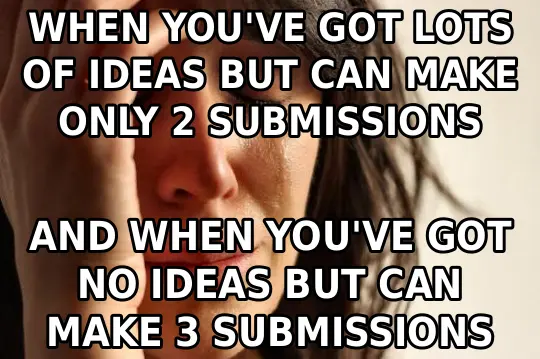 WHEN YOU'VE GOT LOTS
OF IDEAS BUT CAN MAKE
ONLY 2 SUBMISSIONS
AND WHEN YOU'VE GOT
NO IDEAS BUT CAN
MAKE 3 SUBMISSIONS